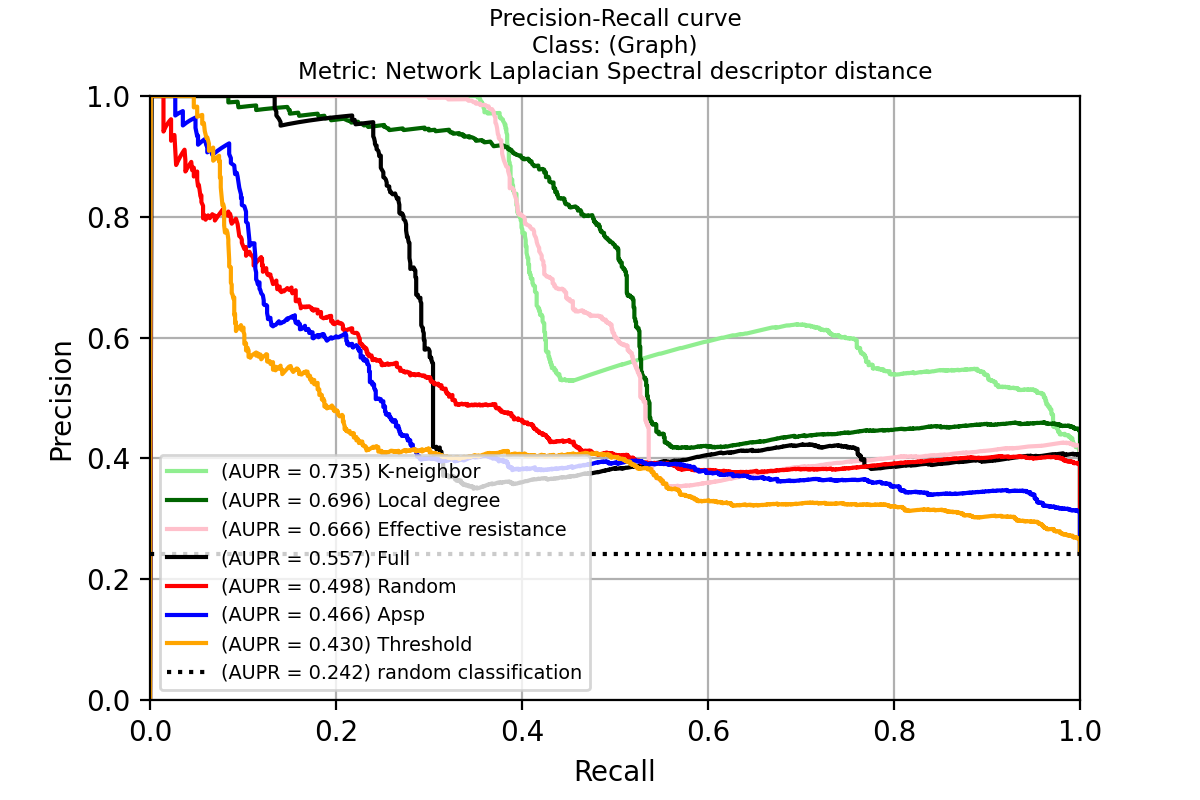 Precision-Recall curve
Class: (Graph)
Metric: Network Laplacian Spectral descriptor distance
1.0
0.8
0.6
0.4
0.2
0.0
Precision
(AUPR = 0.735) K-neighbor
(AUPR = 0.696) Local degree
(AUPR = 0.666) Effective resistance
(AUPR = 0.557) Full
(AUPR = 0.498) Random
(AUPR = 0.466) Apsp
(AUPR = 0.430) Threshold
(AUPR = 0.242) random classification
0.0 0.2 0.4 0.6 0.8 1.0
Recall